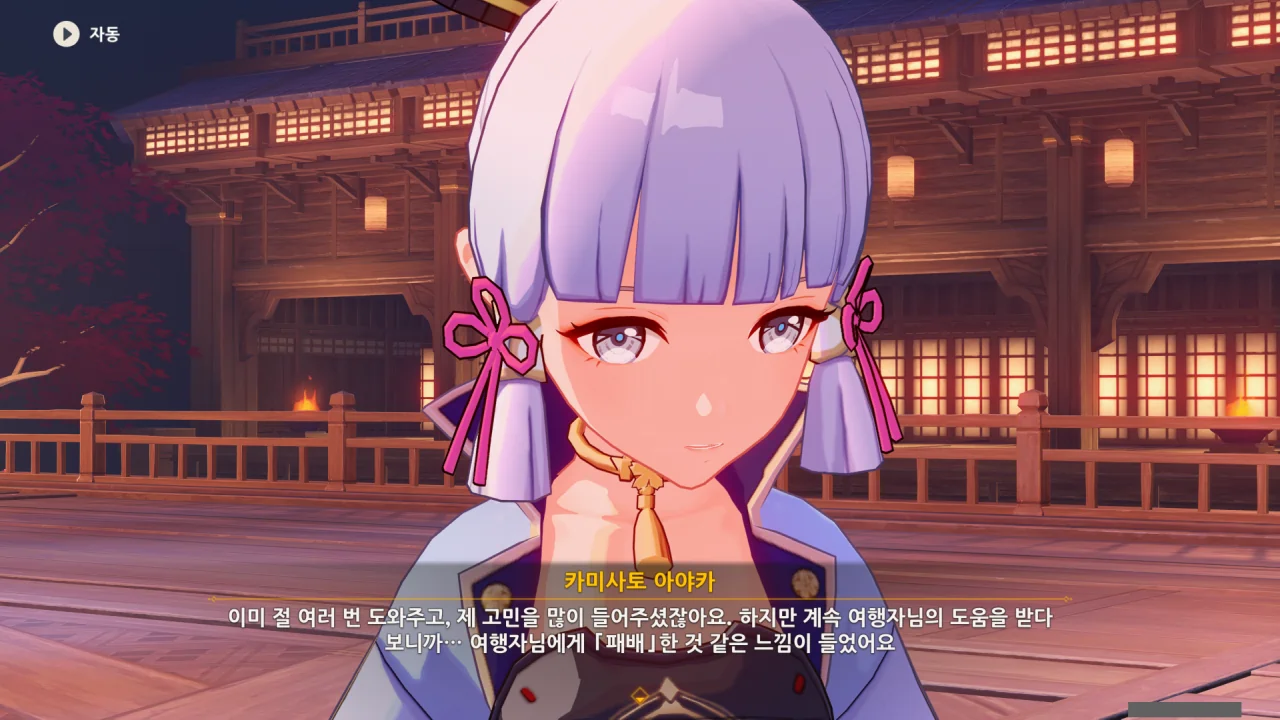 자동
카미사토 아야카
이미 절 여러 번 도와주고, 제 고민을 많이 들어주셨잖아요. 하지만 계속 여행자님의 도움을 받다
보니까… 여행자님에게 「패배」한 것 같은 느낌이 들었어요